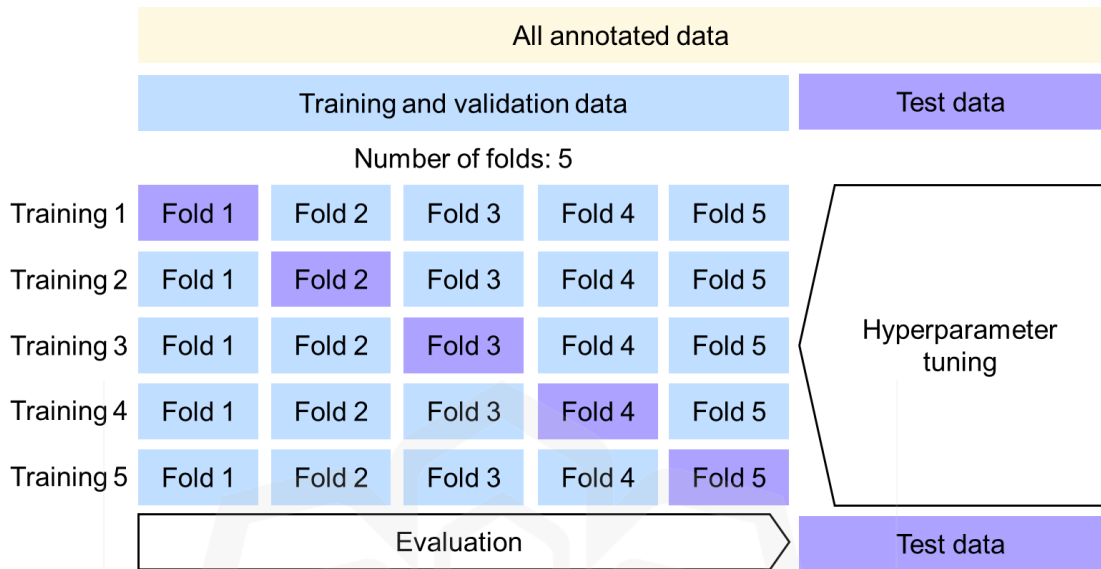 All annotated data
Training and validation data
Test data
Number of folds: 5
Training 1 Fold 1 Fold 2 Fold 3 Fold 4 Fold 5
Training 2 Fold 1 Fold 2 Fold 3 Fold 4 Fold 5
Training 3 Fold 1 Fold 2 Fold 3 Fold 4 Fold 5
Training 4 Fold 1 Fold 2 Fold 3 Fold 4 Fold 5
Training 5 Fold 1 Fold 2 Fold 3 Fold 4 Fold 5
Hyperparameter
tuning
Evaluation
Test data